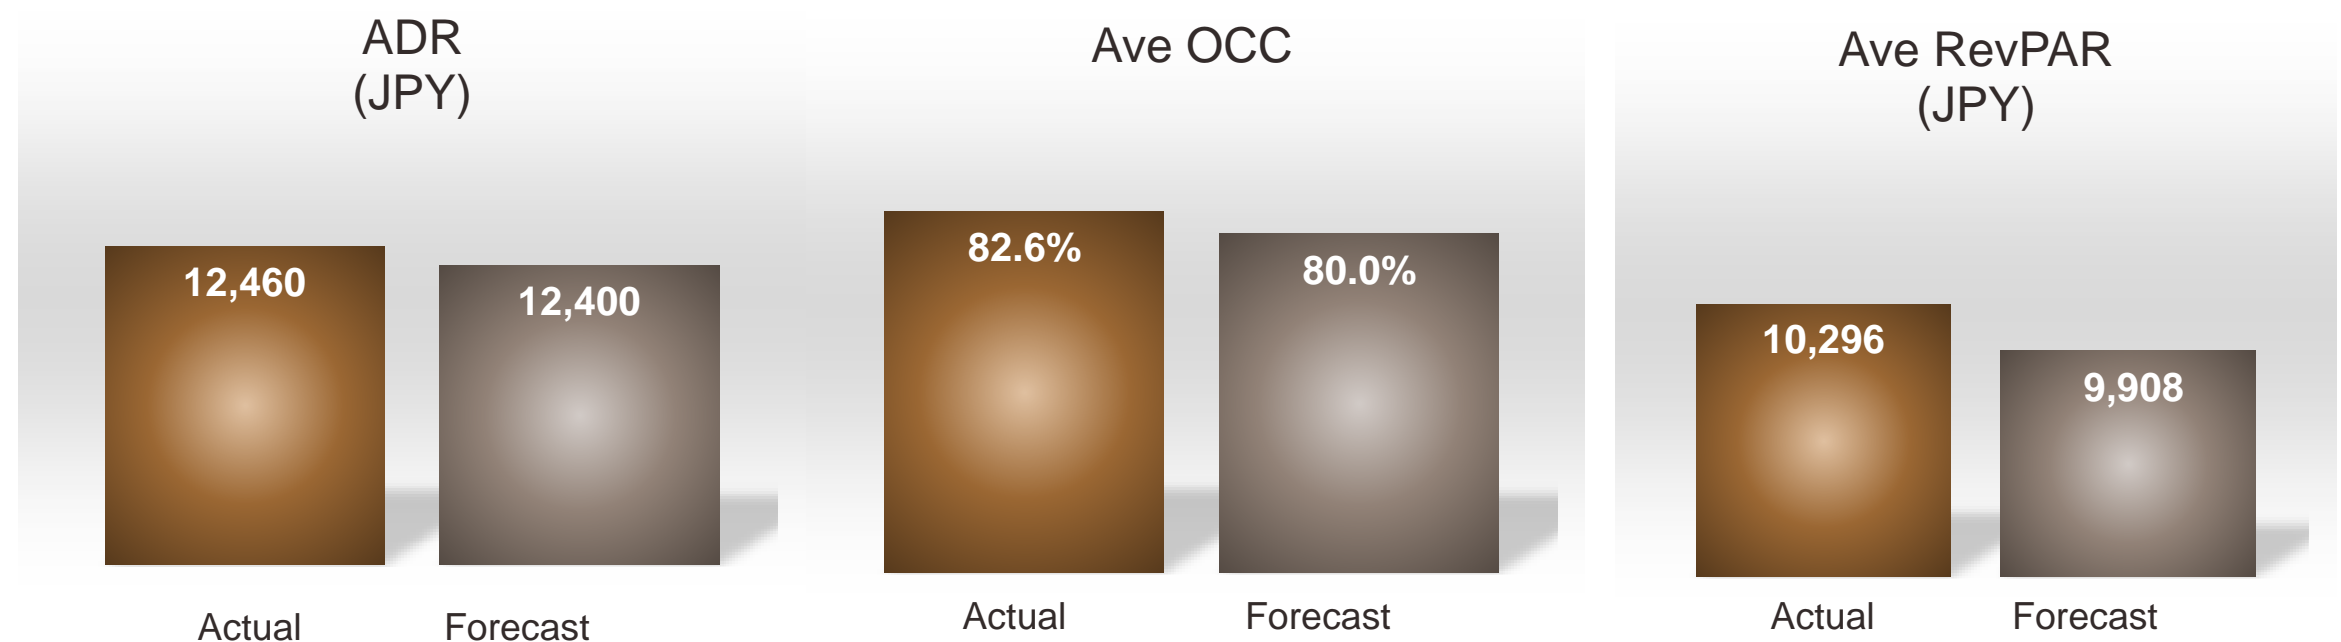 ADR
(JPY)
12,460
12,400
Actual
Forecast
Ave OCC
82.6%
80.0%
Actual
Forecast
Ave RevPAR
(JPY)
10,296
9,908
Actual
Forecast